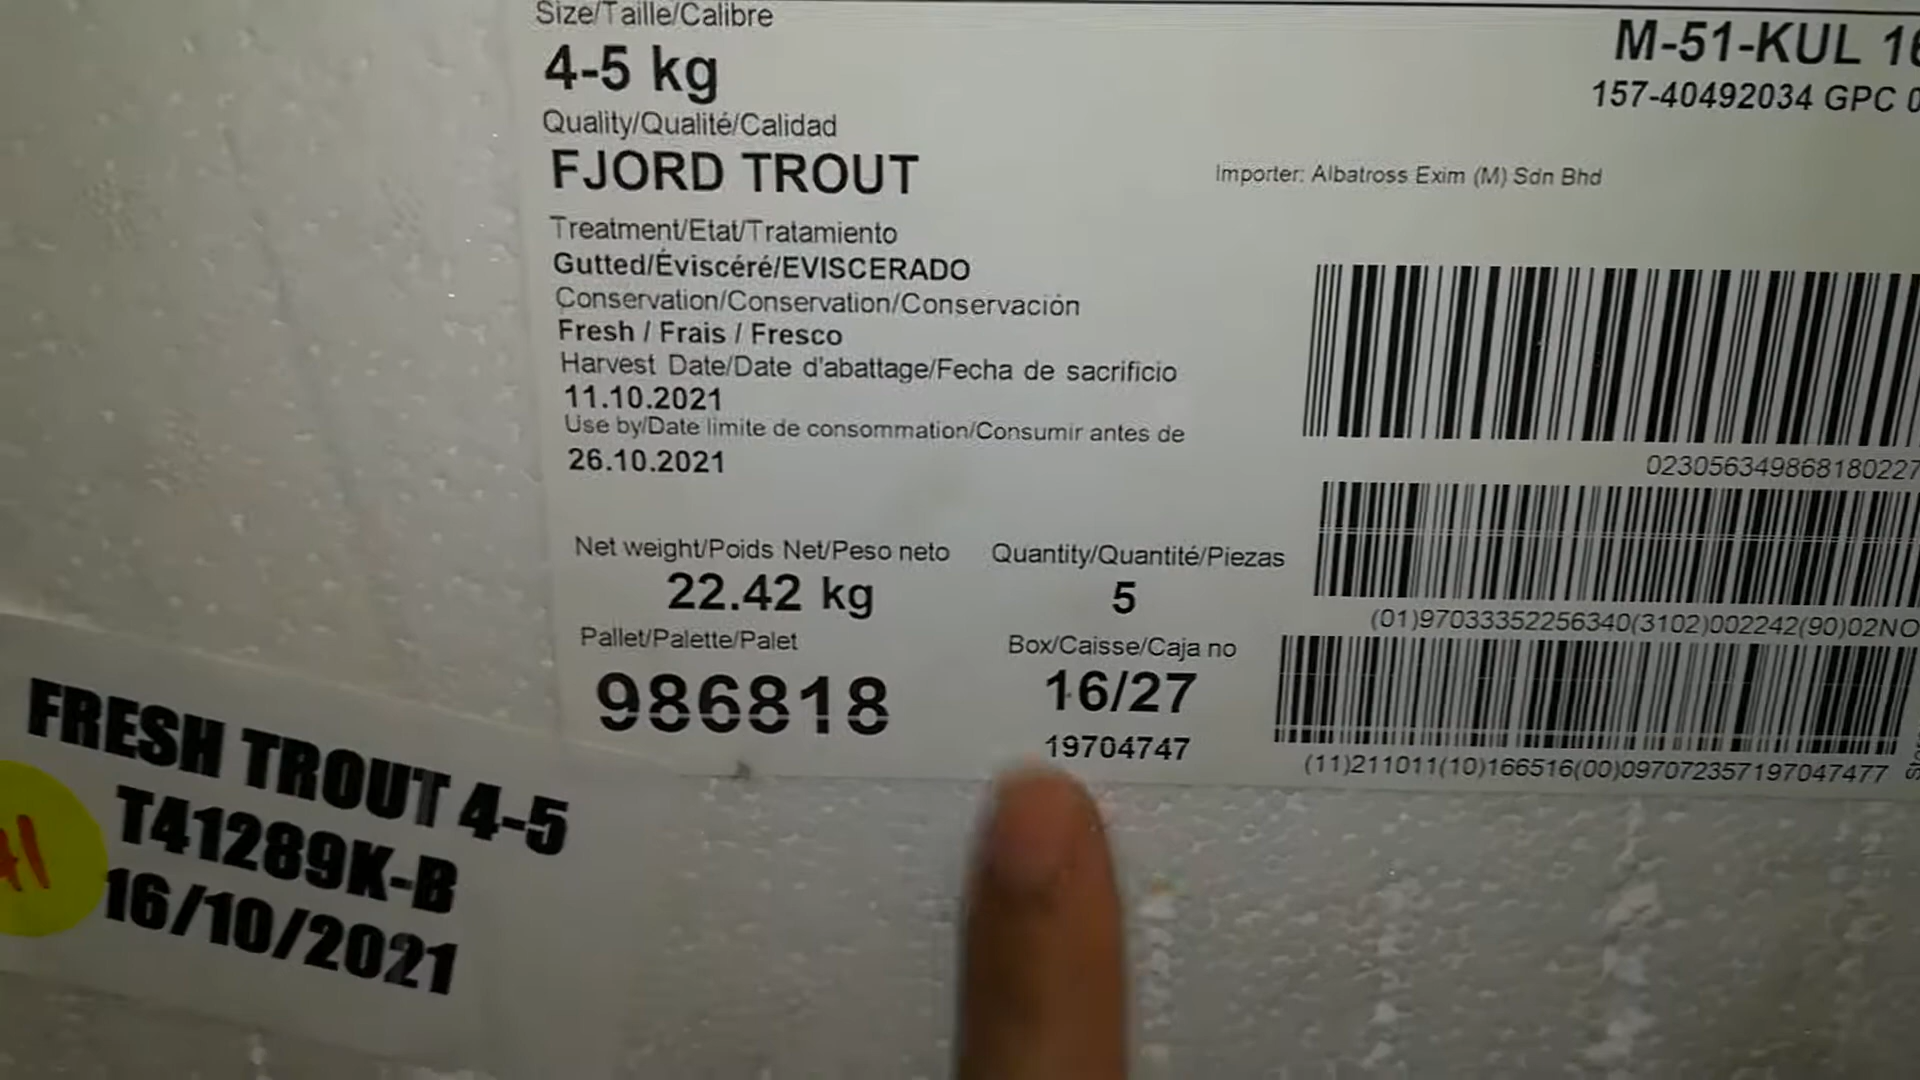 Size/Taille/Calibre
4-5 kg
Quality/Qualité/Calidad
FJORD TROUT
Treatment/Etat/Tratamiento
Gutted/Éviscéré/EVISCERADO
Conservation/Conservation/Conservación
Fresh / Frais / Fresco
Harvest Date/Date d'abattage/Fecha de sacrificio
11.10.2021
Use by/Date limite de consommation/Consumir antes de
26.10.2021
Net weight/Poids Net/Peso neto
22.42 kg
Quantity/Quantité/Piezas
5
Pallet/Palette/Palet
986818
Box/Caisse/Caja no
16/27
19704747
M-51-KUL 16
157-40492034 GPC 0
Importer: Albatross Exim (M) Sdn Bhd
023056349868180227
(01)97033352256340(3102)002242(90)02NO
(11)211011(10)166516(00)097072357197047477
FRESH TROUT 4-5
T41289K-B
16/10/2021